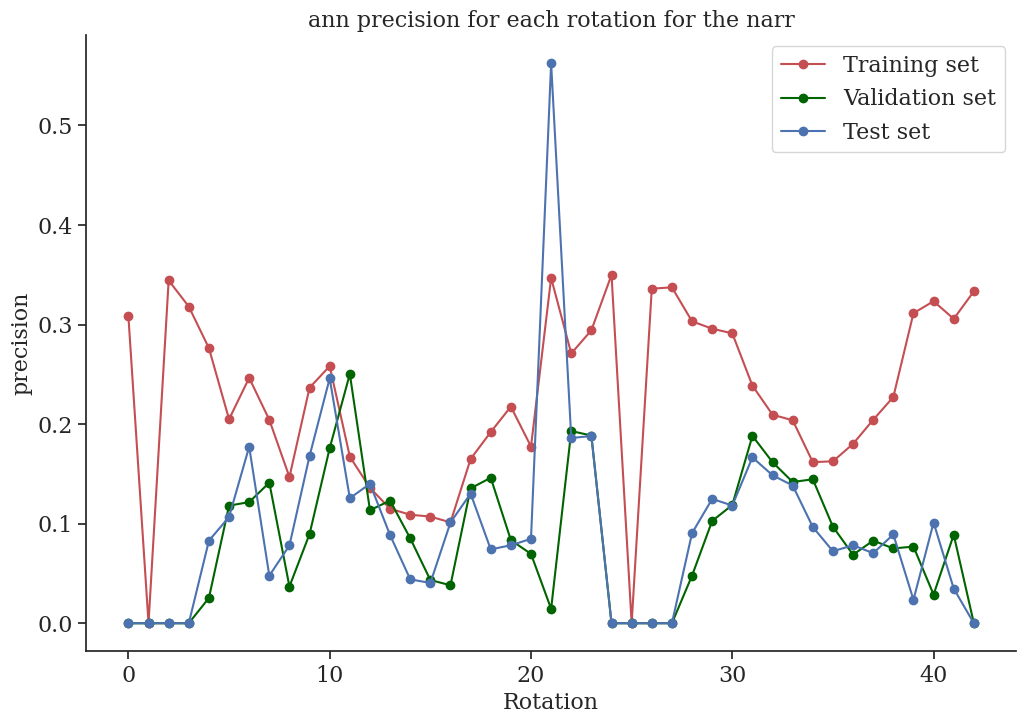 ann precision for each rotation for the narr
Training set
Validation set
Test set
precision
0.5
0.4
0.3
0.2
0.1
0.0
0 10 20 30 40
Rotation